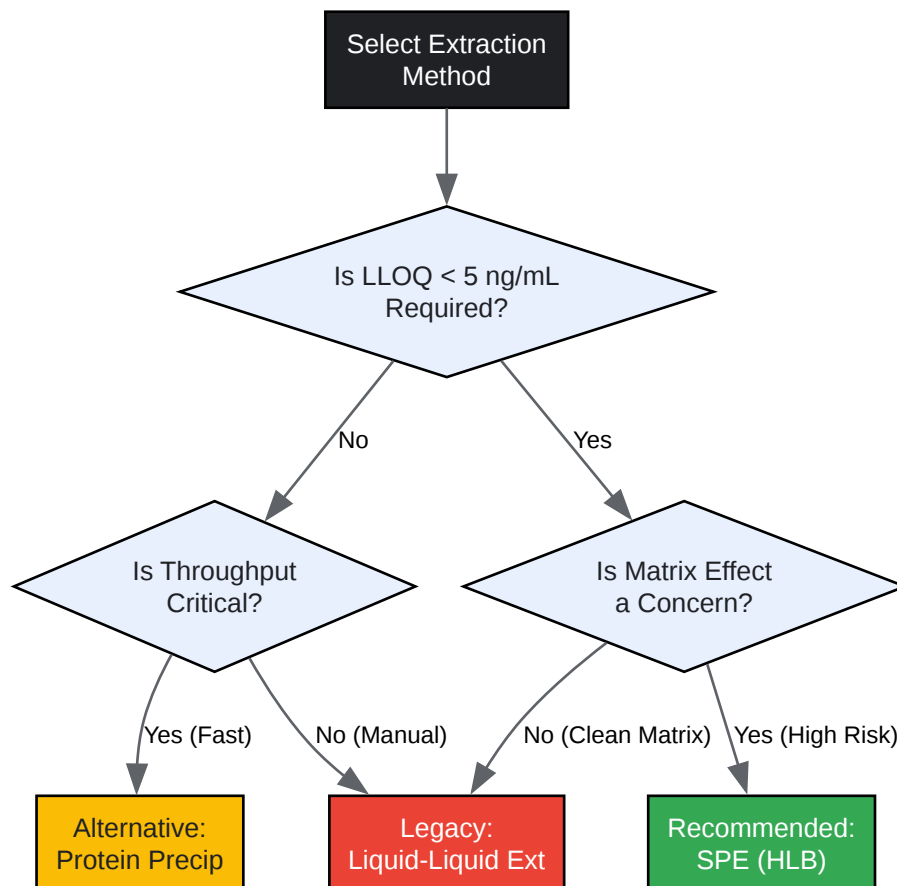 Select Extraction
Method
Is LLOQ < 5 ng/mL
Required?
No
Yes
Is Throughput
Critical?
Is Matrix Effect
a Concern?
Yes (Fast)
No (Manual)
No (Clean Matrix)
Yes (High Risk)
Alternative:
Protein Precip
Legacy:
Liquid-Liquid Ext
Recommended:
SPE (HLB)